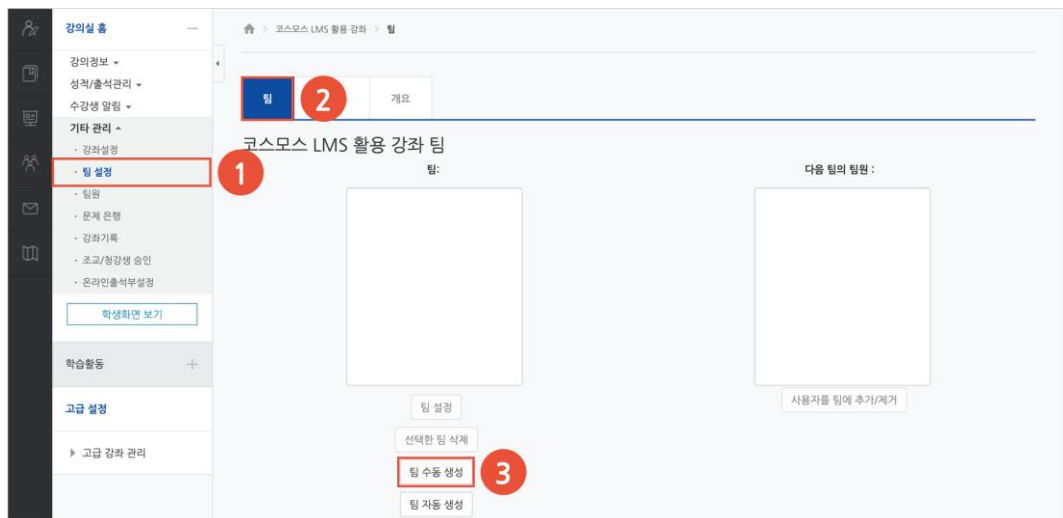 강의실 홈
강의정보
성적/출석관리
수강생 알림
기타 관리
· 강좌설정
· 팀 설정
· 팀원
· 문제 은행
· 강좌기록
· 조교/청강생 승인
· 온라인출석부설정
학생화면 보기
학습활동
고급 설정
고급 강좌 관리
1
코스모스 LMS 활용 강좌 > 팀
팀
2
개요
코스모스 LMS 활용 강좌 팀
팀:
다음 팀의 팀원 :
팀 설정
사용자를 팀에 추가/제거
선택한 팀 삭제
팀 수동 생성
3
팀 자동 생성